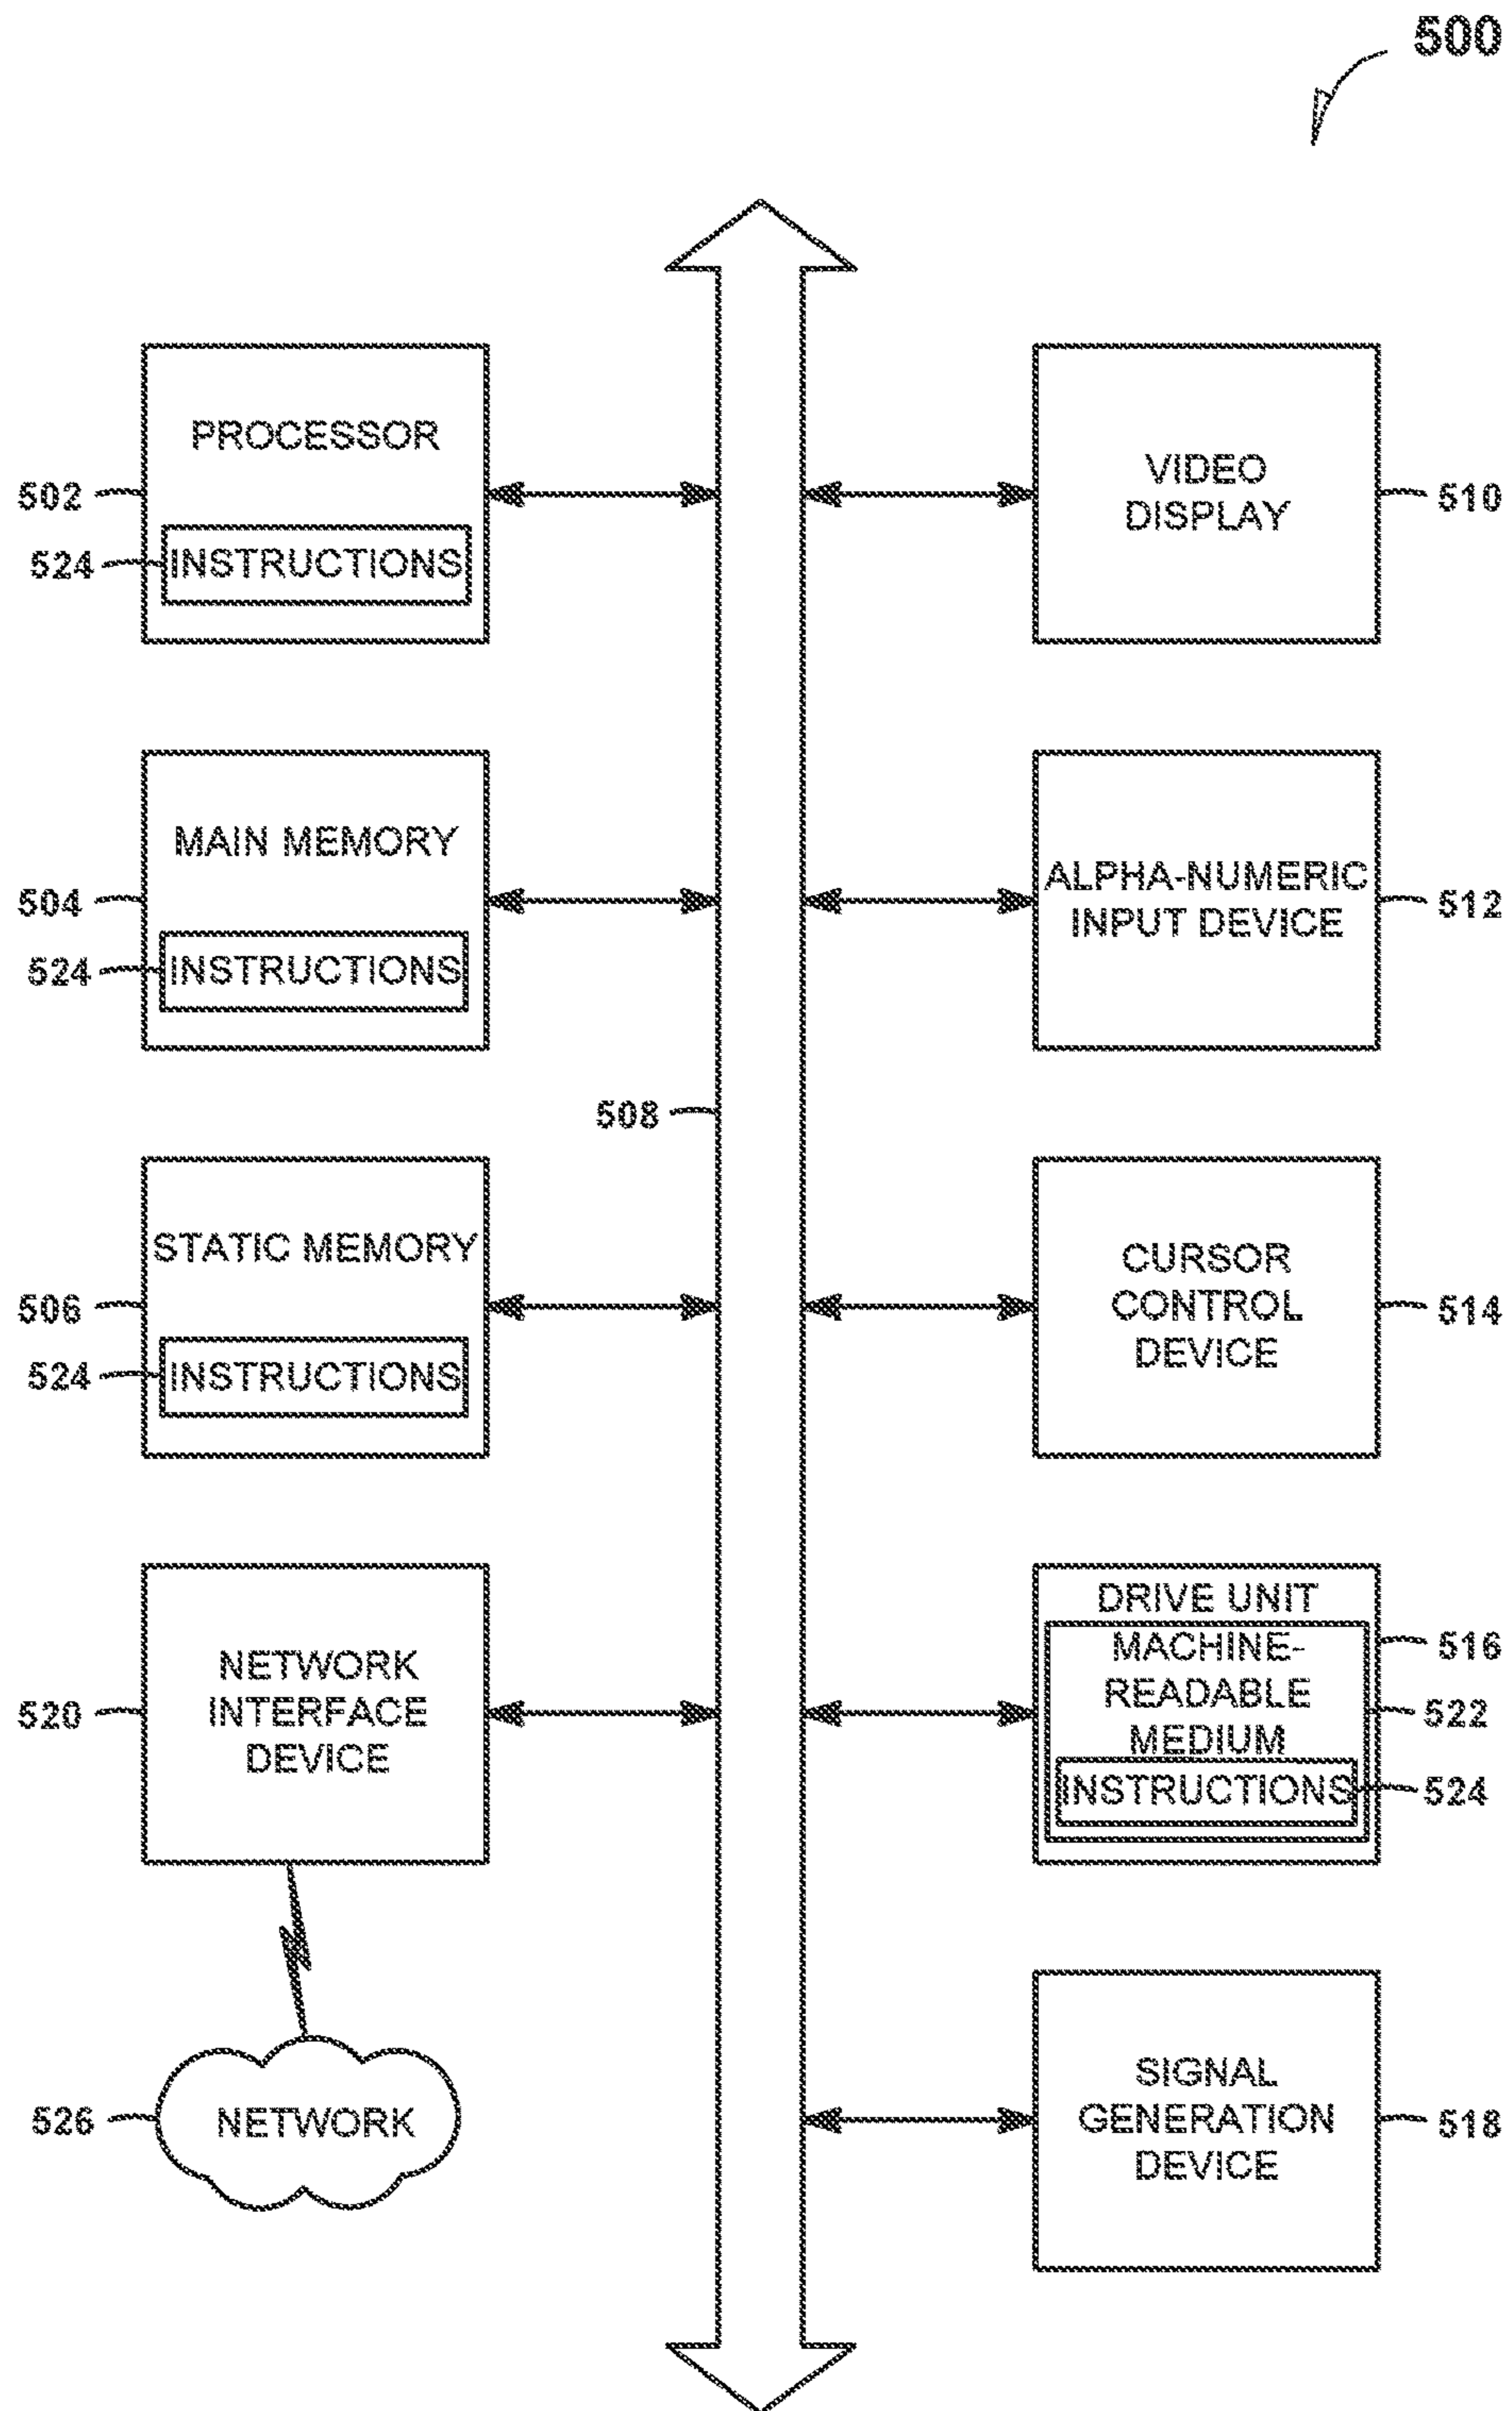 500
PROCESSOR
502
524
INSTRUCTIONS
VIDEO
DISPLAY
510
MAIN MEMORY
504
524
INSTRUCTIONS
ALPHA-NUMERIC
INPUT DEVICE
512
508
STATIC MEMORY
506
524
INSTRUCTIONS
CURSOR
CONTROL
DEVICE
514
NETWORK
INTERFACE
DEVICE
520
DRIVE UNIT
516
MACHINE-
READABLE
MEDIUM
522
INSTRUCTIONS
524
526
NETWORK
SIGNAL
GENERATION
DEVICE
518